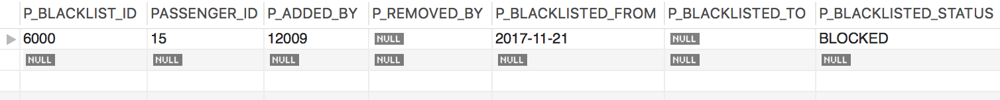 P_BLACKLIST_ID PASSENGER_ID P_ADDED_BY P_REMOVED_BY P_BLACKLISTED_FROM P_BLACKLISTED_TO P_BLACKLISTED_STATUS
6000 15 12009 NULL 2017-11-21 NULL BLOCKED
NULL NULL NULL NULL NULL NULL NULL